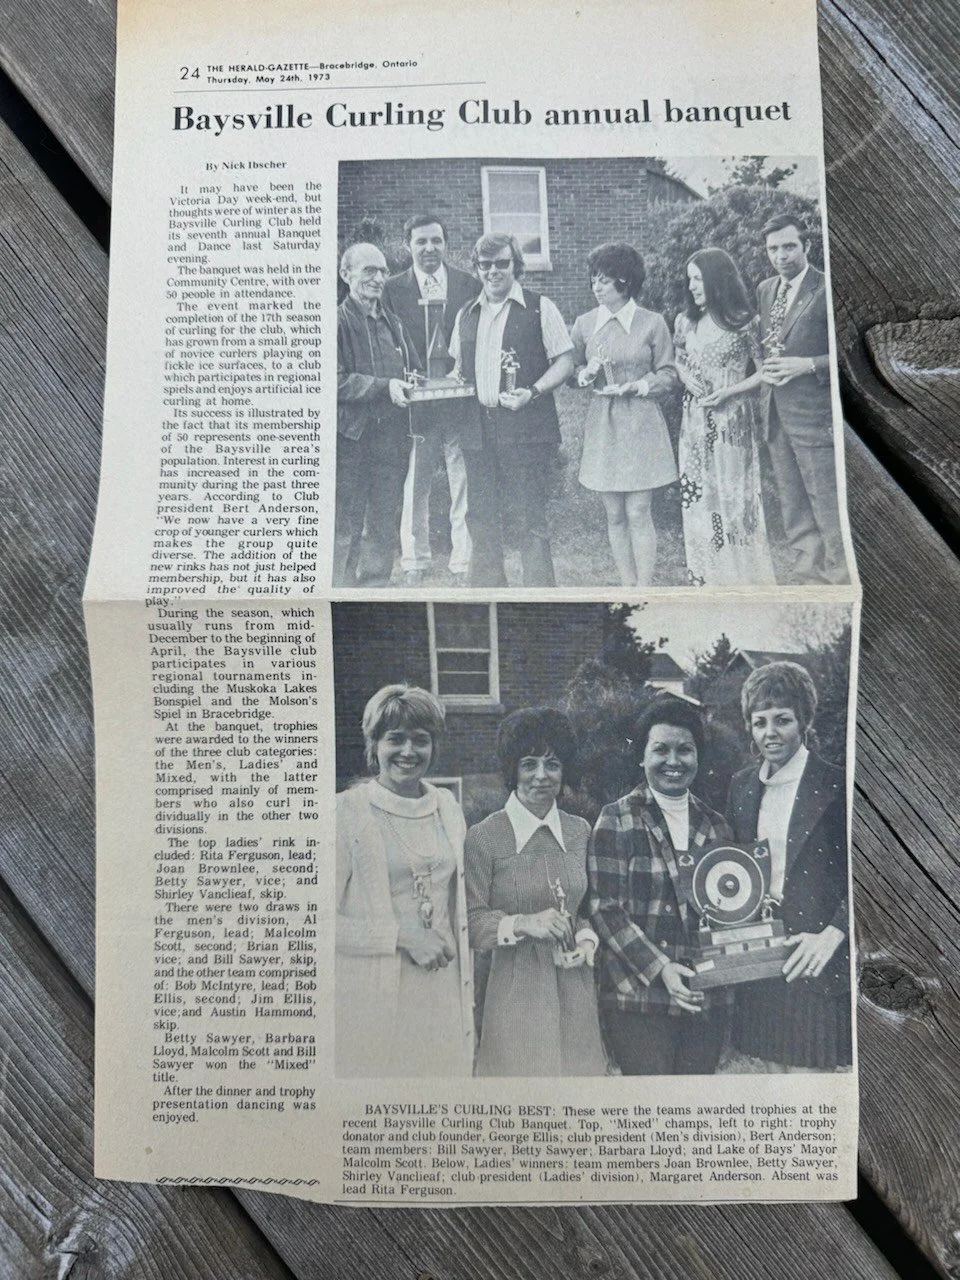 24 THE HERALD-GAZETTE—Bracebridge, Ontario
Thursday, May 24th, 1973
Baysville Curling Club annual banquet
By Nick Ibscher
It may have been the
Victoria Day week-end, but
thoughts were of winter as the
Baysville Curling Club held
its seventh annual Banquet
and Dance last Saturday
evening.
The banquet was held in the
Community Centre, with over
50 people in attendance.
The event marked the
completion of the 17th season
of curling for the club, which
has grown from a small group
of novice curlers playing on
fickle ice surfaces, to a club
which participates in regional
spiels and enjoys artificial ice
curling at home.
Its success is illustrated by
the fact that its membership
of 50 represents one-seventh
of the Baysville area's
population. Interest in curling
has increased in the com-
munity during the past three
years. According to Club
president Bert Anderson,
"We now have a very fine
crop of younger curlers which
makes the group quite
diverse. The addition of the
new rinks has not just helped
membership, but it has also
improved the quality of
play."
During the season, which
usually runs from mid-
December to the beginning of
April, the Baysville club
participates in various
regional tournaments in-
cluding the Muskoka Lakes
Bonspiel and the Molson's
Spiel in Bracebridge.
At the banquet, trophies
were awarded to the winners
of the three club categories:
the Men's, Ladies' and
Mixed, with the latter
comprised mainly of mem-
bers who also curl in-
dividually in the other two
divisions.
The top ladies' rink in-
cluded: Rita Ferguson, lead;
Joan Brownlee, second;
Betty Sawyer, vice; and
Shirley Vanclieaf, skip.
There were two draws in
the men's division, Al
Ferguson, lead; Malcolm
Scott, second; Brian Ellis,
vice; and Bill Sawyer, skip,
and the other team comprised
of: Bob McIntyre, lead; Bob
Ellis, second; Jim Ellis,
vice;and Austin Hammond,
skip.
Betty Sawyer, Barbara
Lloyd, Malcolm Scott and Bill
Sawyer won the "Mixed"
title.
After the dinner and trophy
presentation dancing was
enjoyed.
BAYSVILLE'S CURLING BEST: These were the teams awarded trophies at the
recent Baysville Curling Club Banquet. Top, "Mixed" champs, left to right: trophy
donator and club founder, George Ellis; club president (Men's division), Bert Anderson;
team members: Bill Sawyer, Betty Sawyer; Barbara Lloyd; and Lake of Bays' Mayor
Malcolm Scott. Below, Ladies' winners: team members Joan Brownlee, Betty Sawyer,
Shirley Vanclieaf; club president (Ladies' division), Margaret Anderson. Absent was
lead Rita Ferguson.